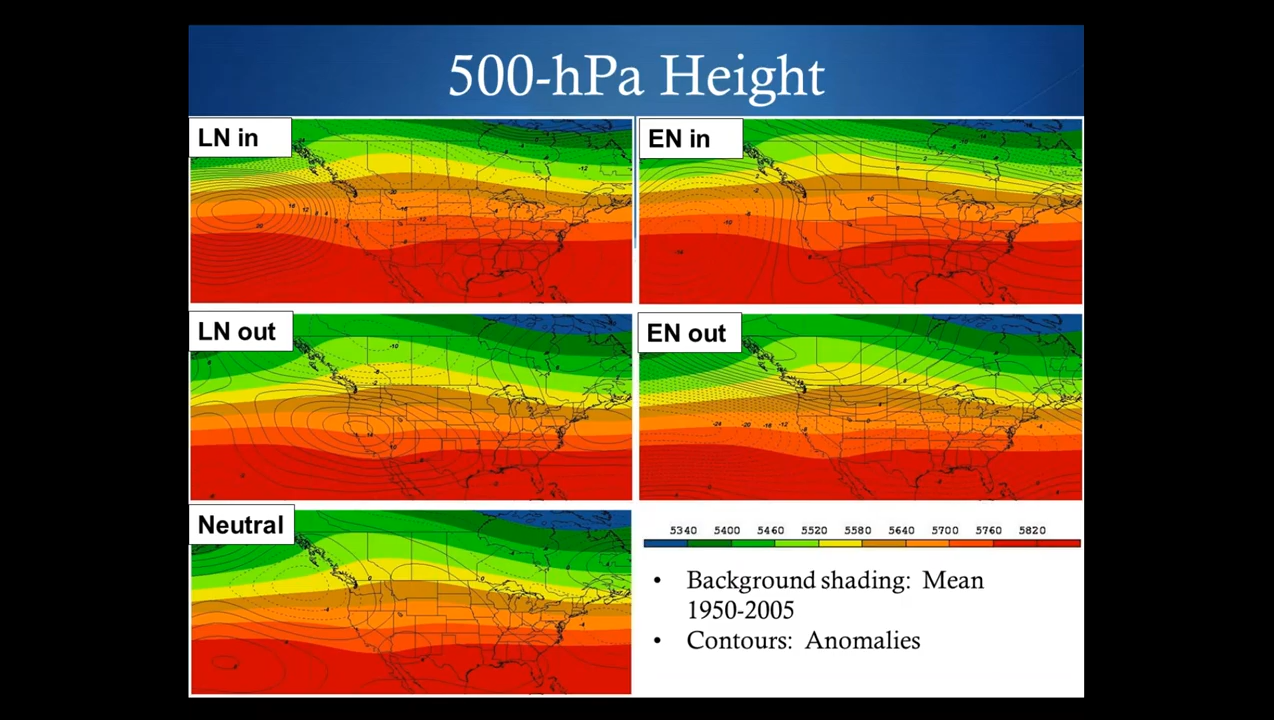 500-hPa Height
LN in
EN in
LN out
EN out
Neutral
5340 5400 5460 5520 5580 5640 5700 5760 5820
• Background shading: Mean
1950-2005
• Contours: Anomalies